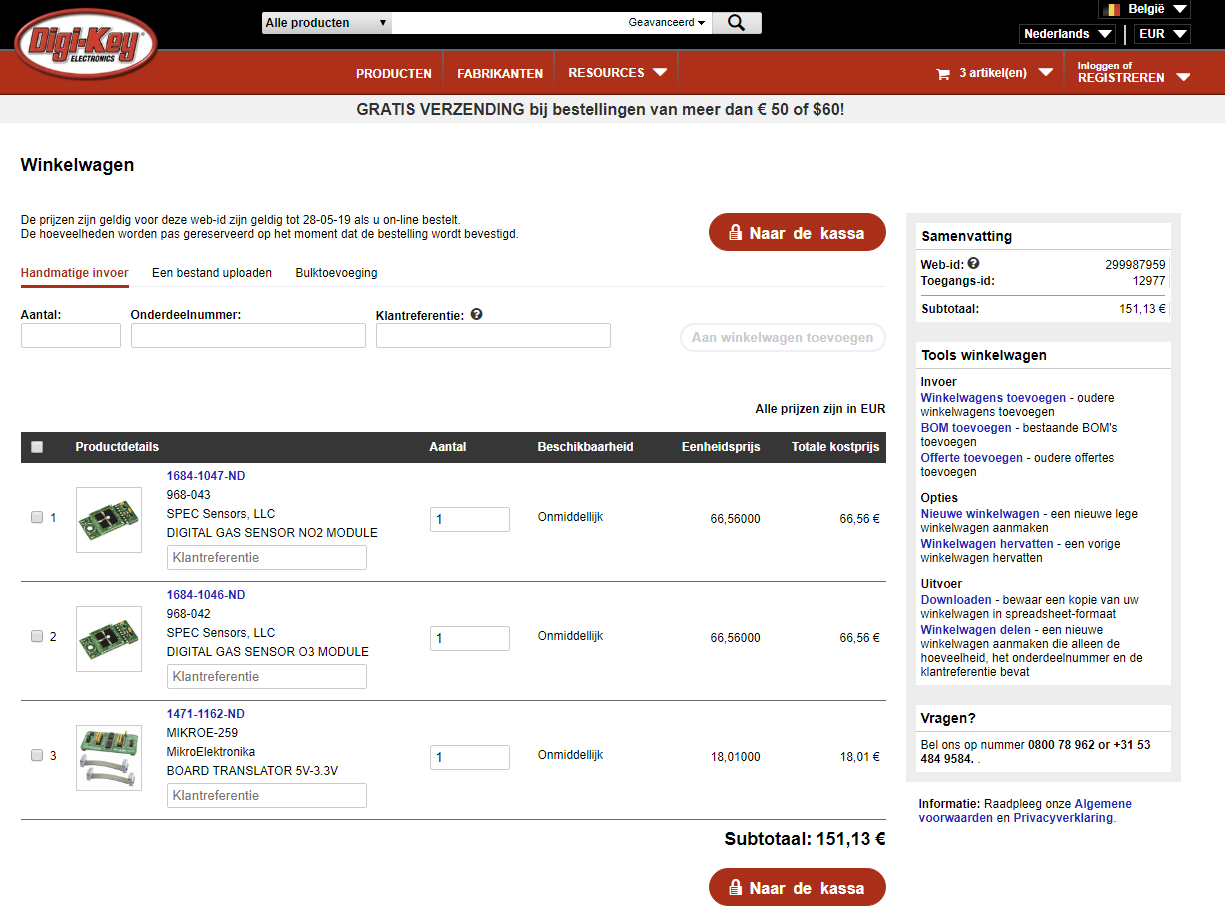 Digi-Key
ELECTRONICS
Alle producten
Geavanceerd
België
Nederlands
EUR
PRODUCTEN
FABRIKANTEN
RESOURCES
3 artikel(en)
Inloggen of
REGISTREREN
GRATIS VERZENDING bij bestellingen van meer dan € 50 of $60!
Winkelwagen
De prijzen zijn geldig voor deze web-id zijn geldig tot 28-05-19 als u on-line bestelt.
De hoeveelheden worden pas gereserveerd op het moment dat de bestelling wordt bevestigd.
Naar de kassa
Handmatige invoer
Een bestand uploaden
Bulktoevoeging
Aantal:
Onderdeelnummer:
Klantreferentie:
Aan winkelwagen toevoegen
Alle prijzen zijn in EUR
Productdetails Aantal Beschikbaarheid Eenheidsprijs Totale kostprijs
1684-1047-ND
968-043
SPEC Sensors, LLC
DIGITAL GAS SENSOR NO2 MODULE
Klantreferentie
1
1
Onmiddellijk
66,56000
66,56 €
1684-1046-ND
968-042
SPEC Sensors, LLC
DIGITAL GAS SENSOR O3 MODULE
Klantreferentie
2
1
Onmiddellijk
66,56000
66,56 €
1471-1162-ND
MIKROE-259
MikroElektronika
BOARD TRANSLATOR 5V-3.3V
Klantreferentie
3
1
Onmiddellijk
18,01000
18,01 €
Subtotaal: 151,13 €
Naar de kassa
Samenvatting
Web-id: 299987959
Toegangs-id: 12977
Subtotaal: 151,13 €
Tools winkelwagen
Invoer
Winkelwagens toevoegen - oudere
winkelwagens toevoegen
BOM toevoegen - bestaande BOM's
toevoegen
Offerte toevoegen - oudere offertes
toevoegen
Opties
Nieuwe winkelwagen - een nieuwe lege
winkelwagen aanmaken
Winkelwagen hervatten - een vorige
winkelwagen hervatten
Uitvoer
Downloaden - bewaar een kopie van uw
winkelwagen in spreadsheet-formaat
Winkelwagen delen - een nieuwe
winkelwagen aanmaken die alleen de
hoeveelheid, het onderdeelnummer en de
klantreferentie bevat
Vragen?
Bel ons op nummer 0800 78 962 or +31 53
484 9584. .
Informatie: Raadpleeg onze Algemene
voorwaarden en Privacyverklaring.